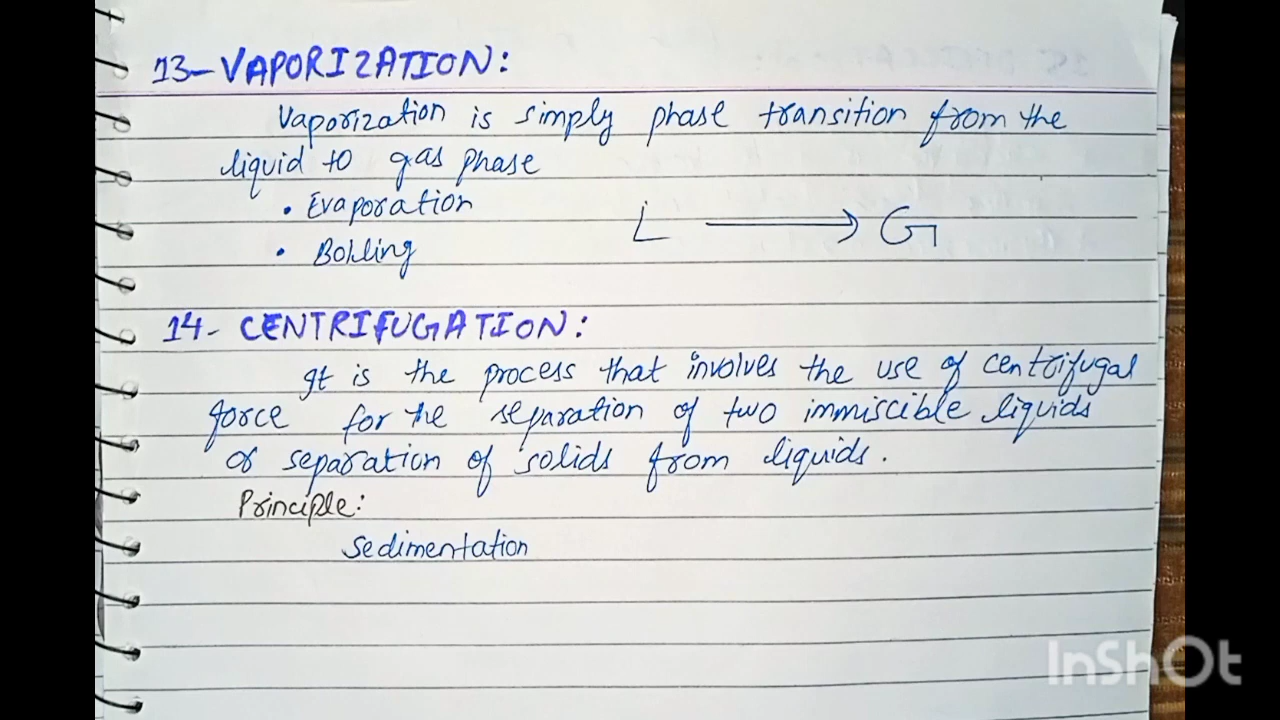 13- VAPORIZATION:
Vaporization is simply phase transition from the
liquid to gas phase
• Evaporation
L → G
• Boiling
14- CENTRIFUGATION:
It is the process that involves the use of centrifugal
force for the separation of two immiscible liquids
or separation of solids from liquids.
Principle:
Sedimentation
InShOt